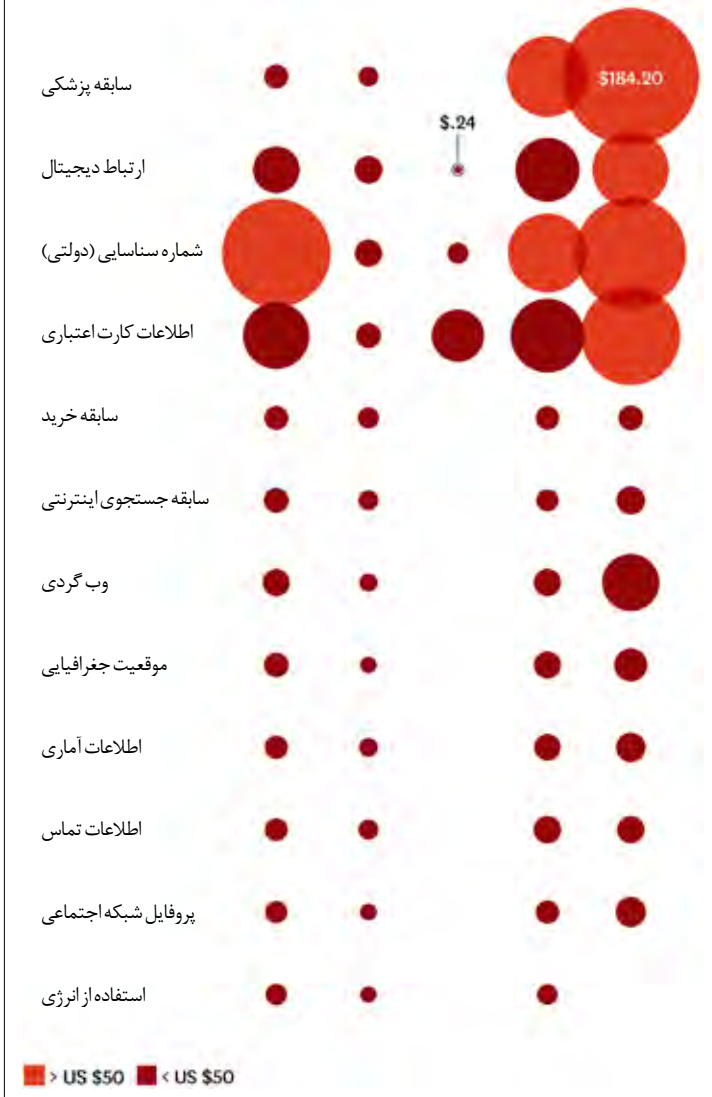 سابقه پزشکی
$184.20
$.24
ارتباط دیجیتال
شماره سناسایی (دولتی)
اطلاعات کارت اعتباری
سابقه خرید
سابقه جستجوی اینترنتی
وب گردی
موقعیت جغرافیایی
اطلاعات آماری
اطلاعات تماس
پروفایل شبکه اجتماعی
استفاده از انرژی
> US $50 < US $50